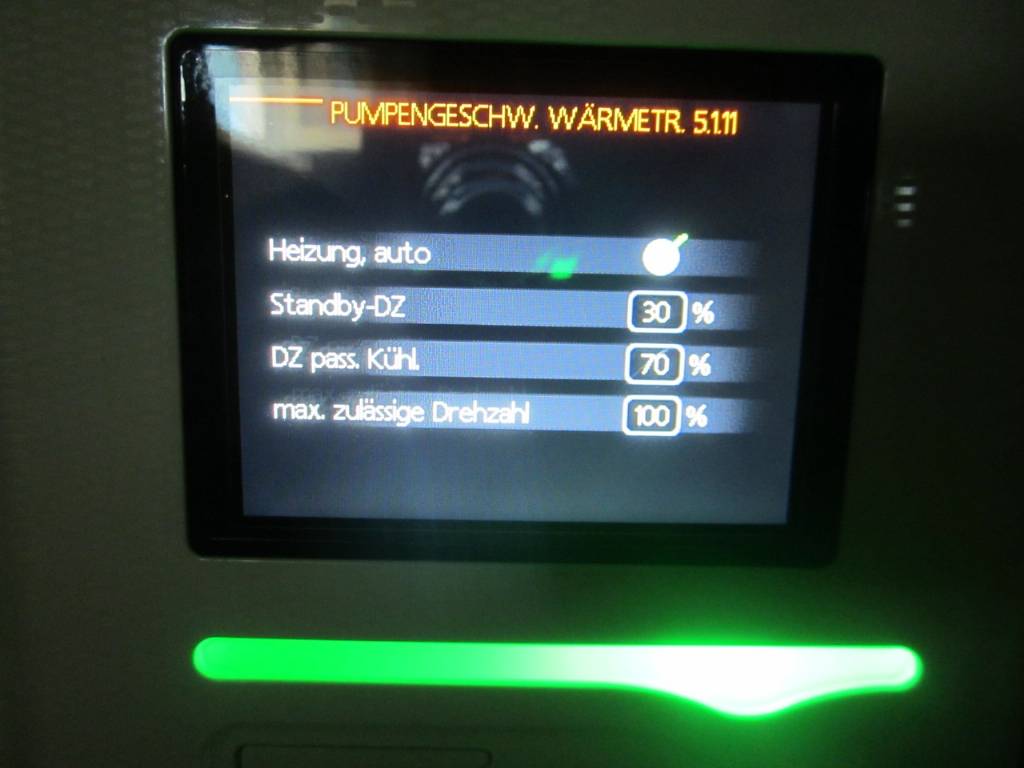 PUMPENGESCHW. WÄRMETR. 5.1.11
Heizung, auto
Standby-DZ 30 %
DZ pass. Kühl. 70 %
max. zulässige Drehzahl 100 %